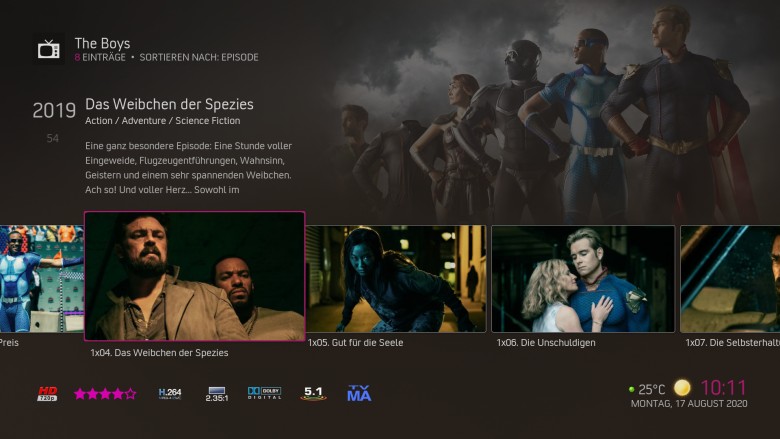 The Boys
8 EINTRÄGE • SORTIEREN NACH: EPISODE
2019
Das Weibchen der Spezies
54
Action / Adventure / Science Fiction
Eine ganz besondere Episode: Eine Stunde voller
Eingeweide, Flugzeugentführungen, Wahnsinn,
Geistern und einem sehr spannenden Weibchen.
Ach so! Und voller Herz... Sowohl im
Preis
1x04. Das Weibchen der Spezies
1x05. Gut für die Seele
1x06. Die Unschuldigen
1x07. Die Selbsterhalt
HD
720p
H.264
2.35:1
DOLBY
DIGITAL
5.1
TV
MA
25°C
10:11
MONTAG, 17 AUGUST 2020